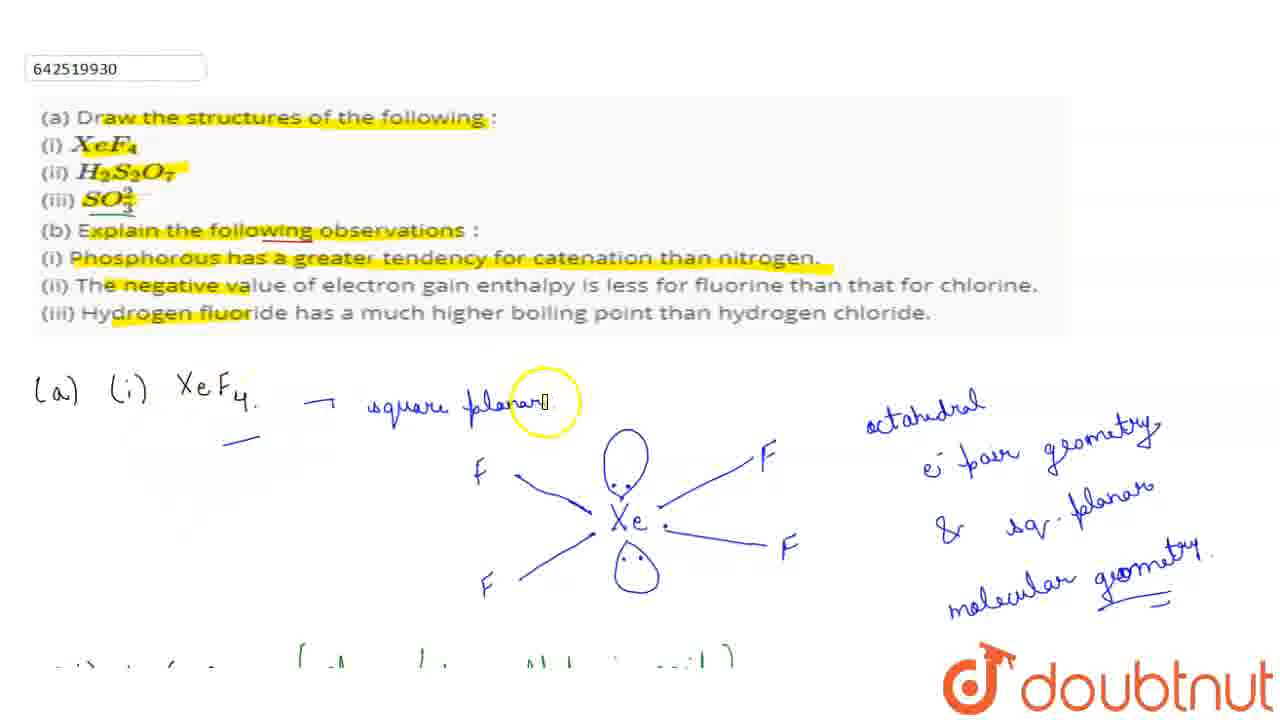 642519930
(a) Draw the structures of the following :
(i) XeF₄
(ii) H₂S₂O₇
(iii) SO₃²
(b) Explain the following observations :
(i) Phosphorous has a greater tendency for catenation than nitrogen.
(ii) The negative value of electron gain enthalpy is less for fluorine than that for chlorine.
(iii) Hydrogen fluoride has a much higher boiling point than hydrogen chloride.
(a) (i) XeF₄. → square planar
F F
Xe
F F
octahedral
e⁻ pair geometry
& sq. planar
molecular geometry.
doubtnut